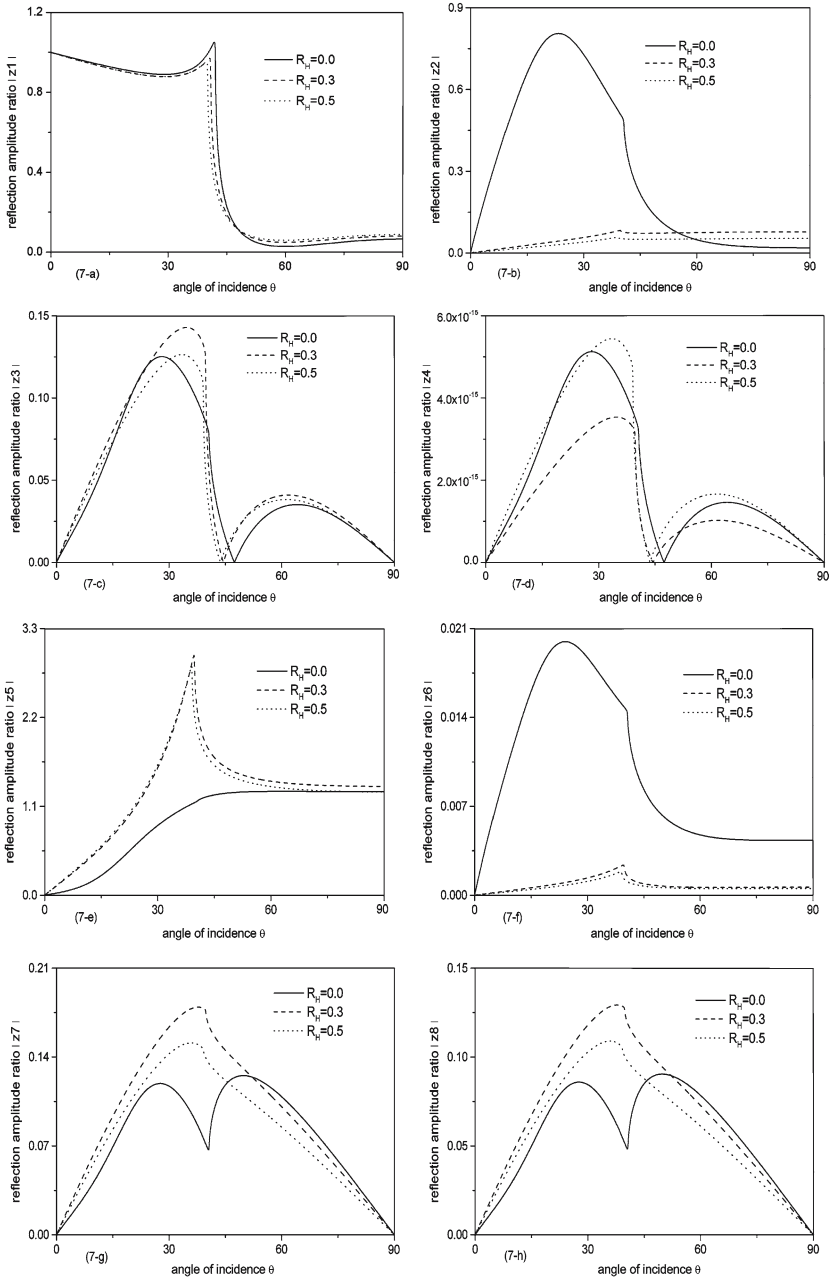 reflection amplitude ratio | z1|
1.2
0.8
0.4
0.0
0
30
60
90
R_H=0.0
R_H=0.3
R_H=0.5
(7-a)
angle of incidence θ
reflection amplitude ratio | z2 |
0.9
0.6
0.3
0.0
0
30
60
90
R_H=0.0
R_H=0.3
R_H=0.5
(7-b)
angle of incidence θ
reflection amplitude ratio | z3 |
0.15
0.10
0.05
0.00
0
30
60
90
R_H=0.0
R_H=0.3
R_H=0.5
(7-c)
angle of incidence θ
reflection amplitude ratio | z4 |
6.0x10^-15
4.0x10^-15
2.0x10^-15
0.0
0
30
60
90
R_H=0.0
R_H=0.3
R_H=0.5
(7-d)
angle of incidence θ
reflection amplitude ratio | z5 |
3.3
2.2
1.1
0.0
0
30
60
90
R_H=0.0
R_H=0.3
R_H=0.5
(7-e)
angle of incidence θ
reflection amplitude ratio | z6 |
0.021
0.014
0.007
0.000
0
30
60
90
R_H=0.0
R_H=0.3
R_H=0.5
(7-f)
angle of incidence θ
reflection amplitude ratio | z7 |
0.21
0.14
0.07
0.00
0
30
60
90
R_H=0.0
R_H=0.3
R_H=0.5
(7-g)
angle of incidence θ
reflection amplitude ratio | z8 |
0.15
0.10
0.05
0.00
0
30
60
90
R_H=0.0
R_H=0.3
R_H=0.5
(7-h)
angle of incidence θ